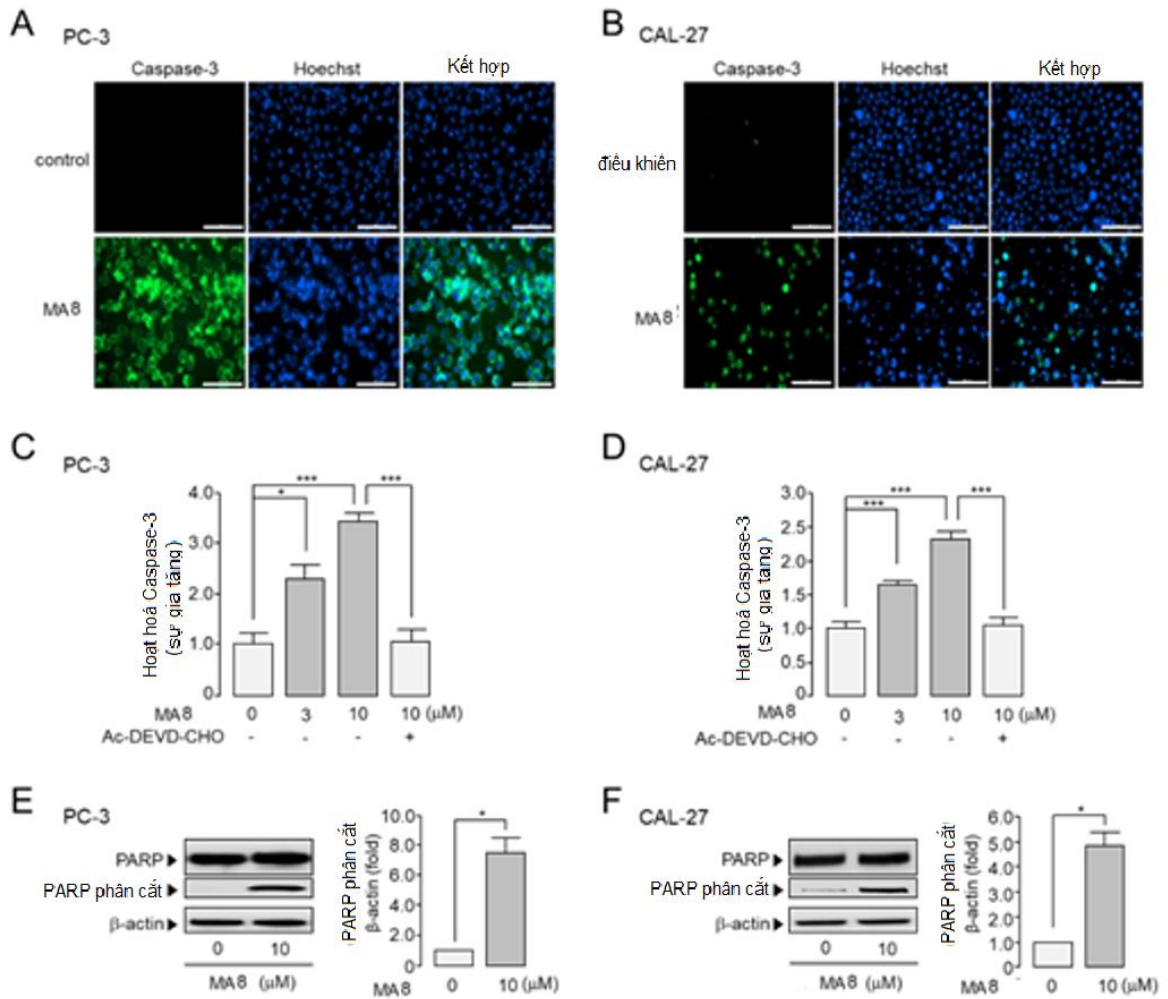 A PC-3
Caspase-3 Hoechst Kết hợp
control
MA8
B CAL-27
Caspase-3 Hoechst Kết hợp
điều khiển
MA8
C PC-3
Hoạt hoá Caspase-3
(sự gia tăng)
4.0
3.0
2.0
1.0
0
*** ***
*
MA8 0 3 10 10 (μM)
Ac-DEVD-CHO - - - +
D CAL-27
Hoạt hoá Caspase-3
(sự gia tăng)
3.0
2.5
2.0
1.5
1.0
0.5
0
*** ***
***
MA8 0 3 10 10 (μM)
Ac-DEVD-CHO - - - +
E PC-3
PARP
PARP phân cắt
β-actin
0 10
MA8 (μM)
PARP phân cắt
β-actin (fold)
10.0
8.0
6.0
4.0
2.0
0
*
MA8 0 10 (μM)
F CAL-27
PARP
PARP phân cắt
β-actin
0 10
MA8 (μM)
PARP phân cắt
β-actin (fold)
6.0
5.0
4.0
3.0
2.0
1.0
0
*
MA8 0 10 (μM)